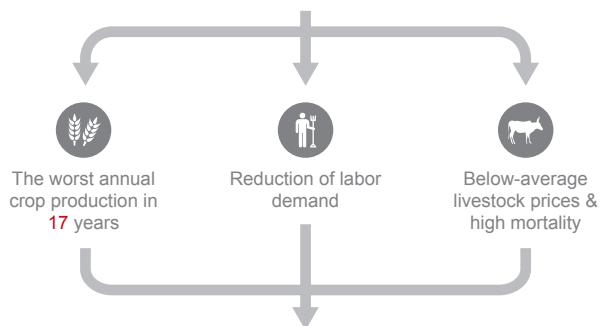 The worst annual
crop production in
17 years
Reduction of labor
demand
Below-average
livestock prices &
high mortality